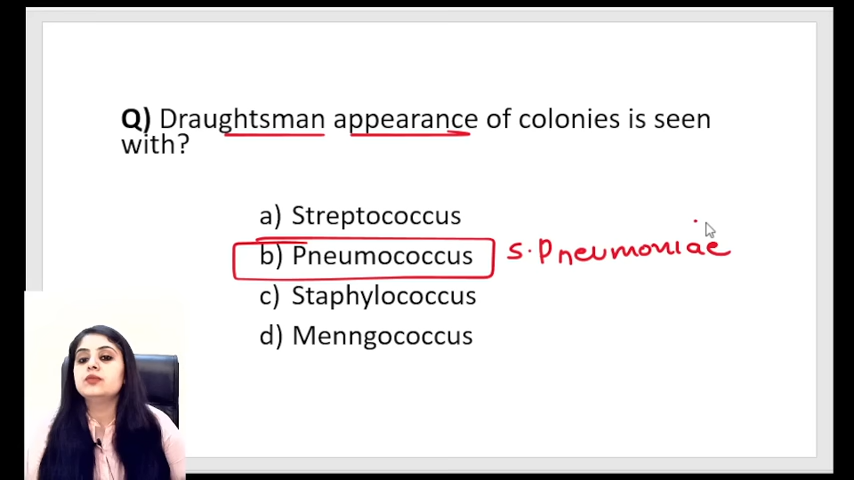 Q) Draughtsman appearance of colonies is seen
with?
a) Streptococcus
b) Pneumococcus S. Pneumoniae
c) Staphylococcus
d) Menngococcus